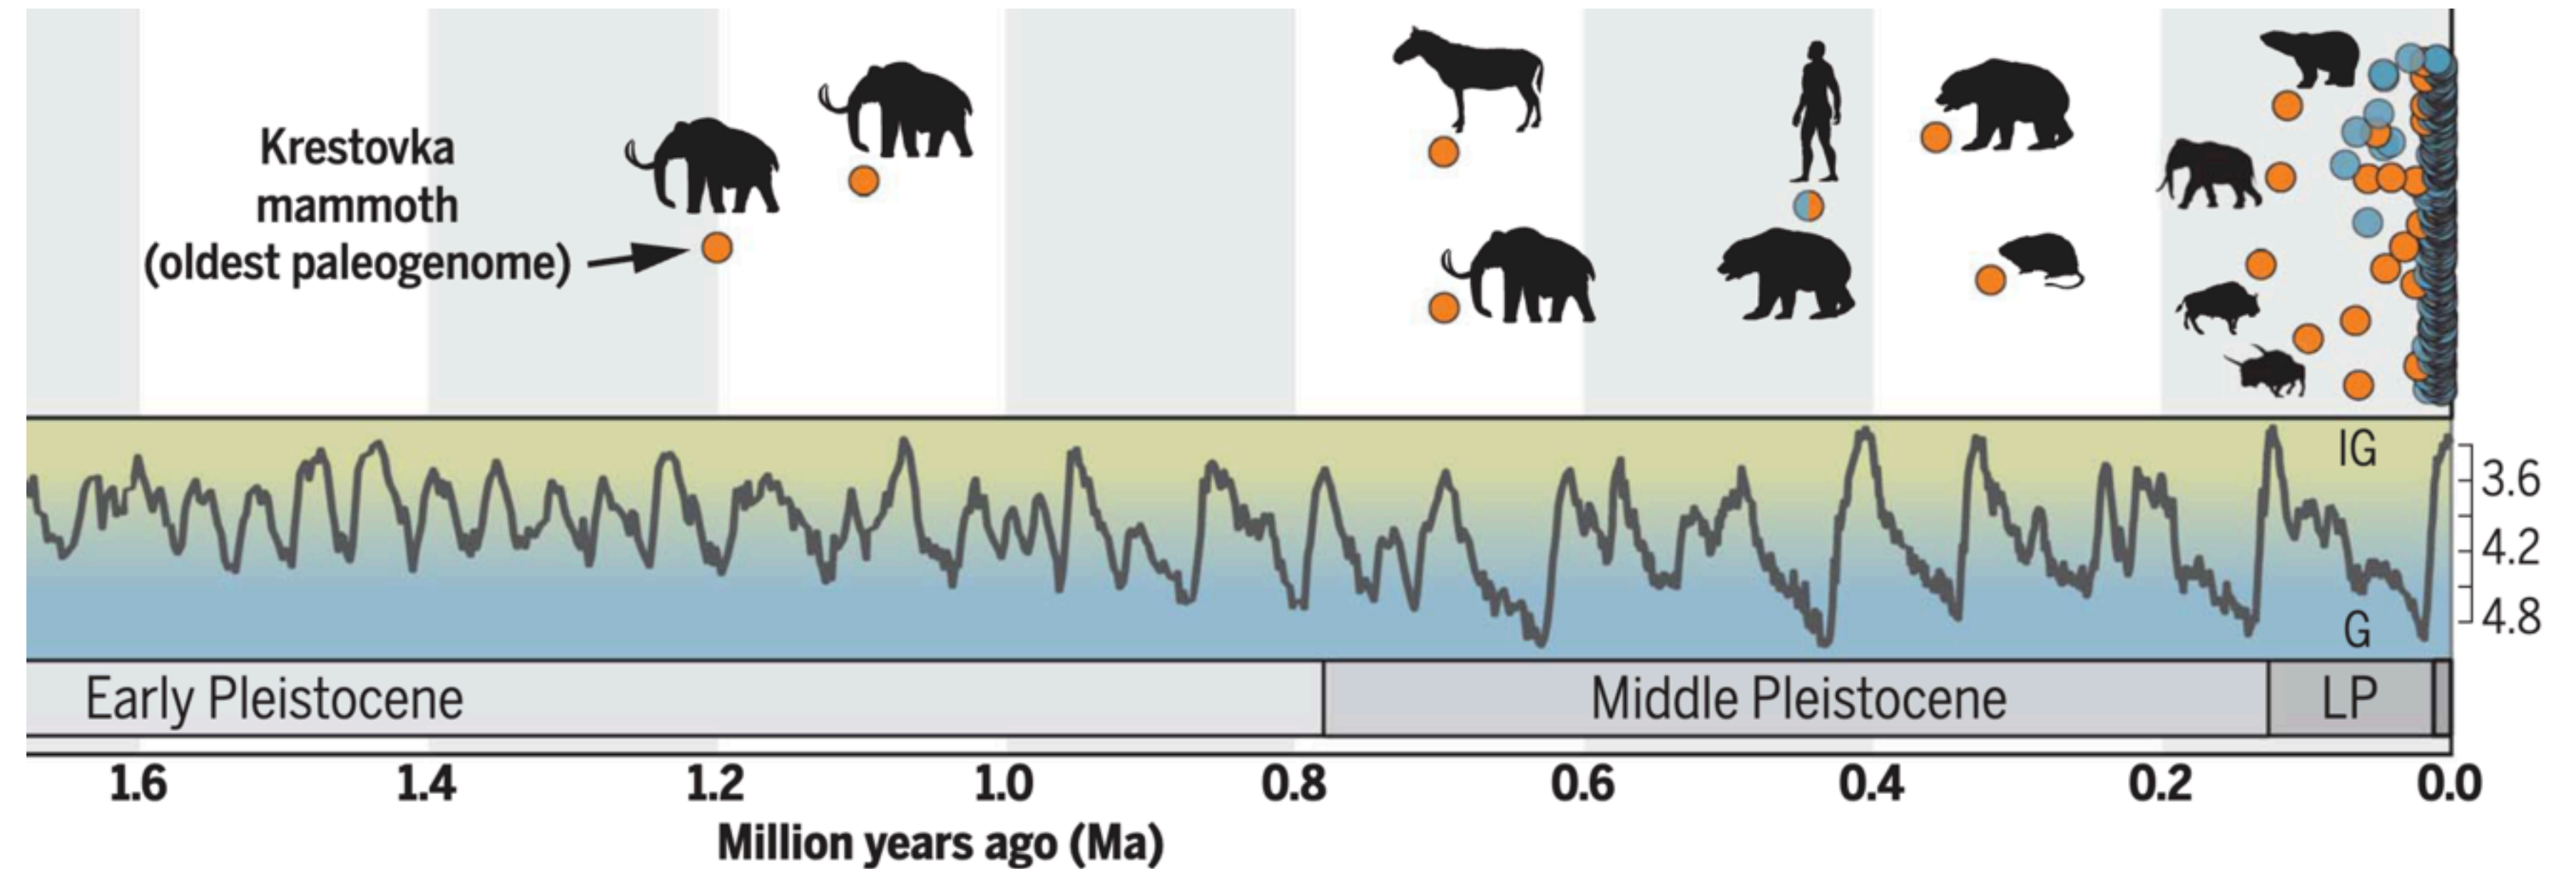 Krestovka
mammoth
(oldest paleogenome)
IG
3.6
4.2
4.8
G
Early Pleistocene
Middle Pleistocene
LP
1.6 1.4 1.2 1.0 0.8 0.6 0.4 0.2 0.0
Million years ago (Ma)